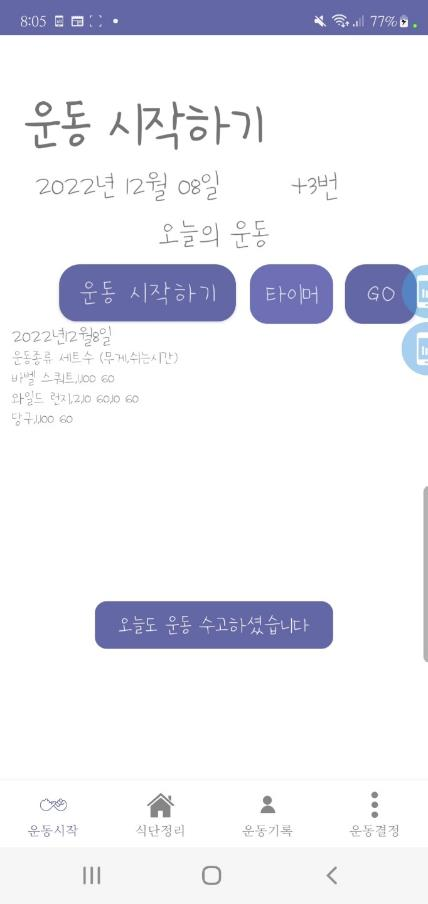 8:05 77%
운동 시작하기
2022년 12월 08일 +3번
오늘의 운동
운동 시작하기 타이머 GO
2022년12월8일
운동종류 세트수 (무게,쉬는시간)
바벨 스쿼트,1,100 60
와일드 런지,2,10 60,10 60
당구,1,100 60
오늘도 운동 수고하셨습니다
운동시작 식단정리 운동기록 운동결정